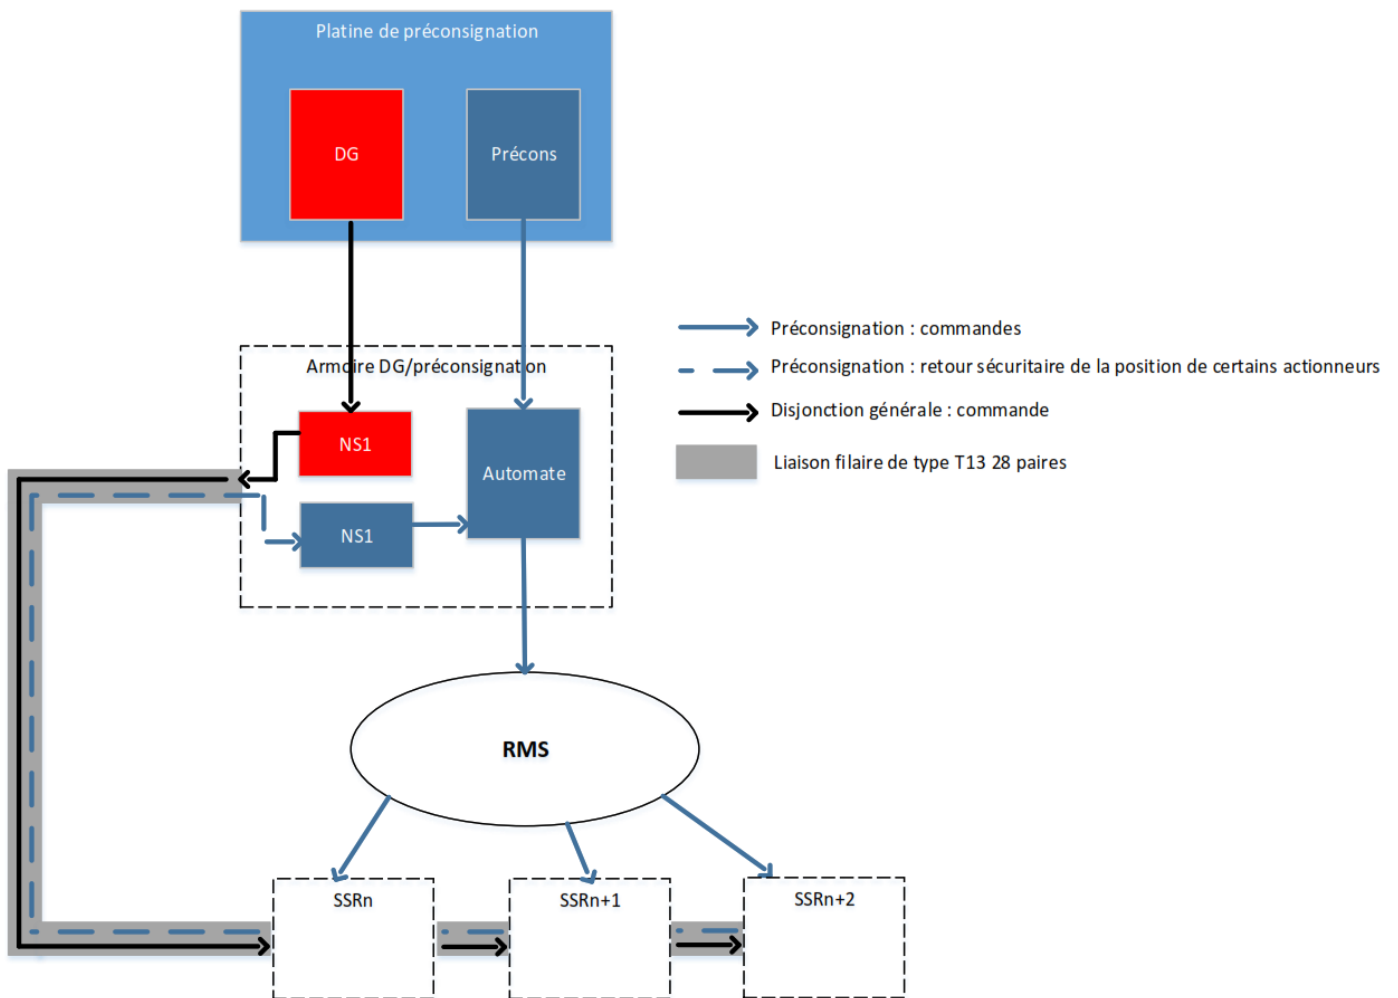 Platine de préconsignation
DG
Précons
Préconsignation : commandes
Armoire DG/préconsignation
Préconsignation : retour sécuritaire de la position de certains actionneurs
Disjonction générale : commande
NS1
Automate
Liaison filaire de type T13 28 paires
NS1
RMS
SSRn
SSRn+1
SSRn+2